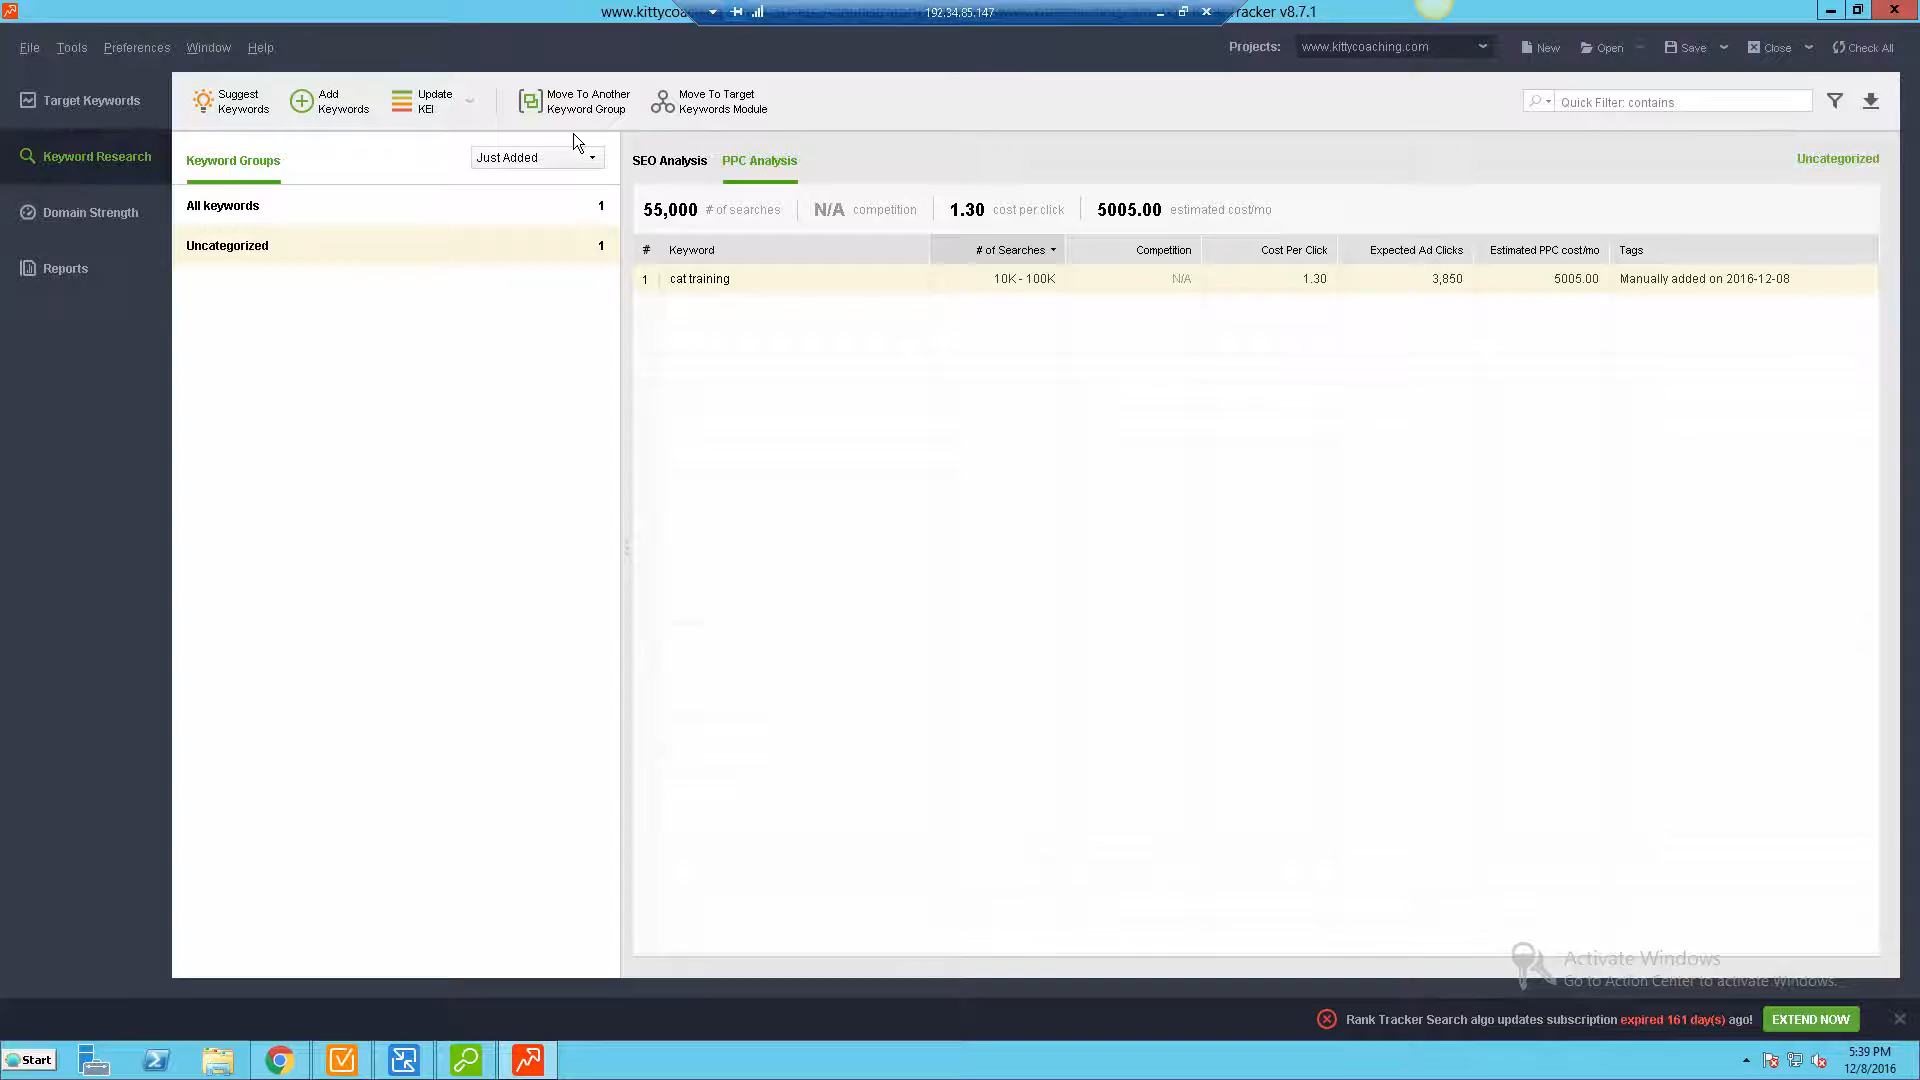 www.kittycoac
192.34.85.147
racker v8.7.1
File Tools Preferences Window Help
Projects: www.kittycoaching.com New Open Save Close Check All
Target Keywords
Keyword Research
Domain Strength
Reports
Suggest Keywords
Add Keywords
Update KEI
Move To Another Keyword Group
Move To Target Keywords Module
Quick Filter: contains
Keyword Groups Just Added
All keywords 1
Uncategorized 1
SEO Analysis PPC Analysis Uncategorized
55,000 # of searches N/A competition 1.30 cost per click 5005.00 estimated cost/mo
# Keyword # of Searches Competition Cost Per Click Expected Ad Clicks Estimated PPC cost/mo Tags
1 cat training 10K - 100K N/A 1.30 3,850 5005.00 Manually added on 2016-12-08
Activate Windows
Go to Action Center to activate Windows.
Rank Tracker Search algo updates subscription expired 161 day(s) ago! EXTEND NOW
Start
5:39 PM
12/8/2016